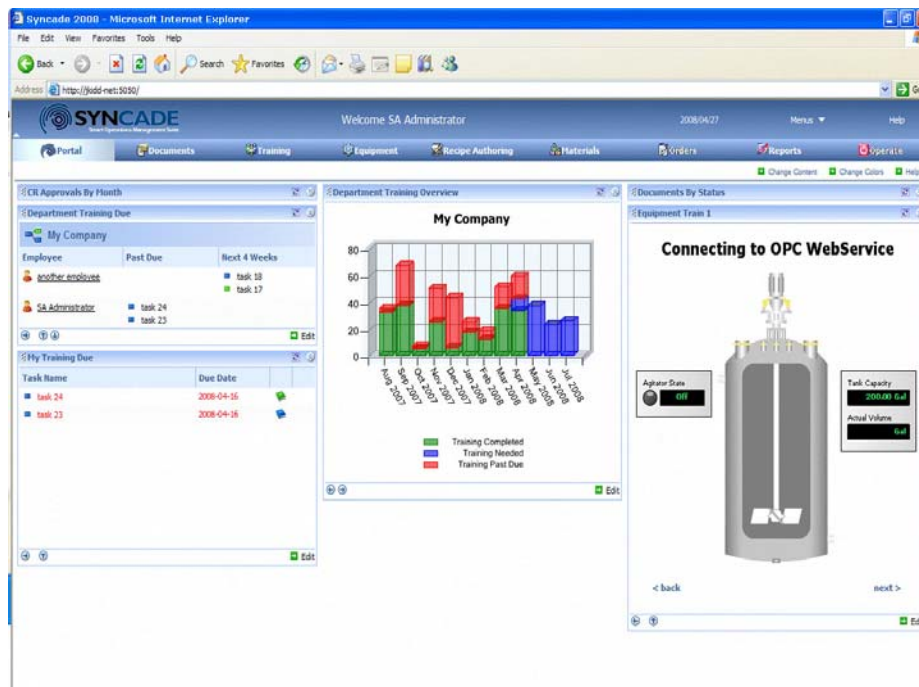 Syncade 2008 - Microsoft Internet Explorer
File Edit View Favorites Tools Help
Back Search Favorites
Address http://jkidd-net:5050/
SYNCADE
Welcome SA Administrator 2008/04/27 Menus Help
Portal Documents Training Equipment Recipe Authoring Materials Orders Reports Operate
Change Content Change Colors Help
CR Approvals By Month
Department Training Due
My Company
Employee Past Due Next 4 Weeks
another employee task 18
task 17
SA Administrator task 24
task 23
Edit
My Training Due
Task Name Due Date
task 24 2008-04-16
task 23 2008-04-16
Edit
Department Training Overview
My Company
80
60
40
20
0
Aug 2007 Sep 2007 Oct 2007 Nov 2007 Dec 2007 Jan 2008 Feb 2008 Mar 2008 Apr 2008 May 2008 Jun 2008 Jul 2008
Training Completed
Training Needed
Training Past Due
Edit
Documents By Status
Equipment Train 1
Connecting to OPC WebService
Agitator State
Off
Tank Capacity
200.00 Gal
Actual Volume
Gal
< back next >
Ed